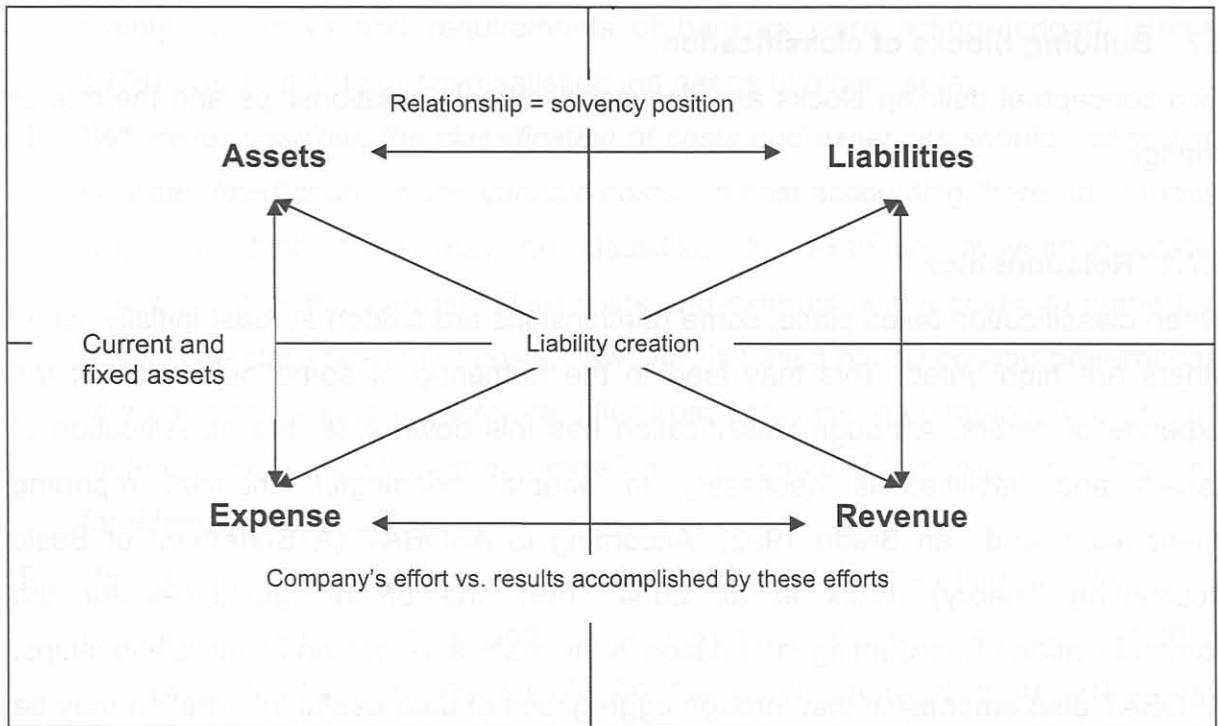 Relationship = solvency position
Assets
Liabilities
Current and
fixed assets
Liability creation
Expense
Revenue
Company's effort vs. results accomplished by these efforts